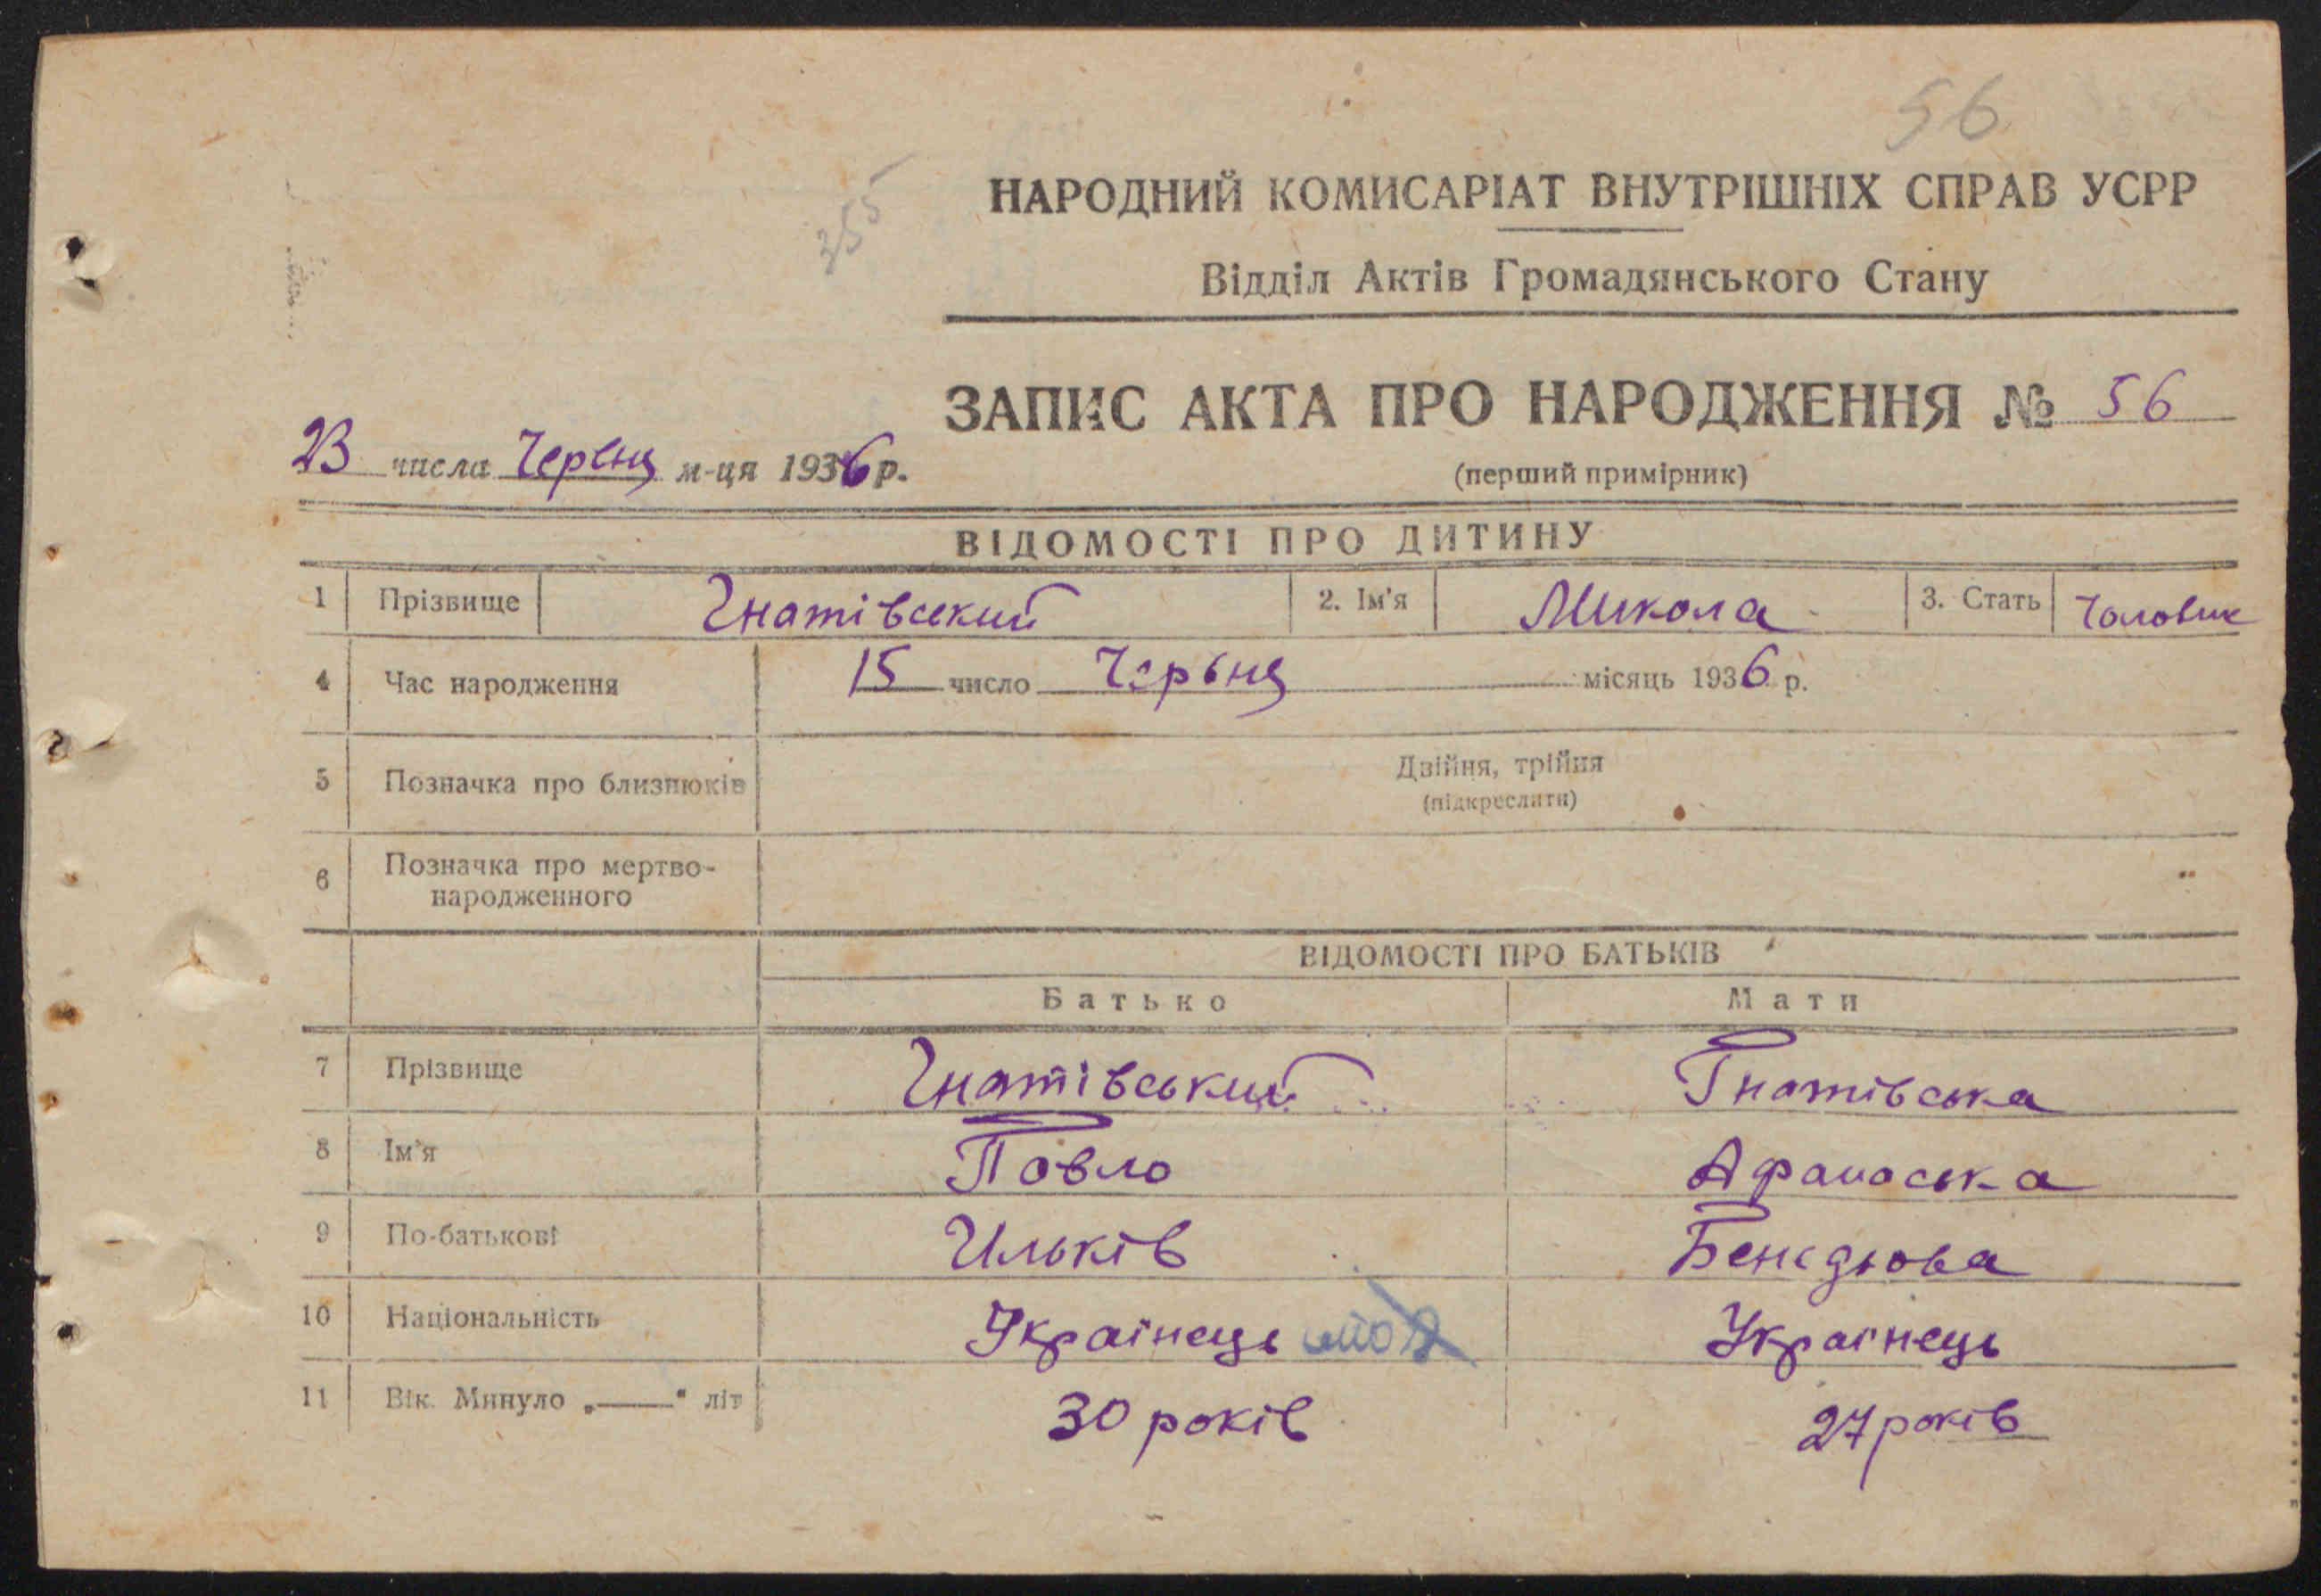 56
355
НАРОДНИЙ КОМИСАРІАТ ВНУТРІШНІХ СПРАВ УСРР
Відділ Актів Громадянського Стану
ЗАПИС АКТА ПРО НАРОДЖЕННЯ № 56
23 числа Червня м-ця 1936 р.
(перший примірник)
ВІДОМОСТІ ПРО ДИТИНУ
1 Прізвище Гнатівський 2. Ім'я Микола 3. Стать Чоловик
4 Час народження 15 число Червня місяць 1936 р.
5 Позначка про близнюків Двійня, трійня
(підкреслити)
6 Позначка про мертво-
народженного
ВІДОМОСТІ ПРО БАТЬКІВ
Батько Мати
7 Прізвище Гнатівський Гнатівська
8 Ім'я Павло Афанаська
9 По-батькові Ильків Бенедьова
10 Національність Українець Українець
11 Вік. Минуло „——" літ 30 років 27 років